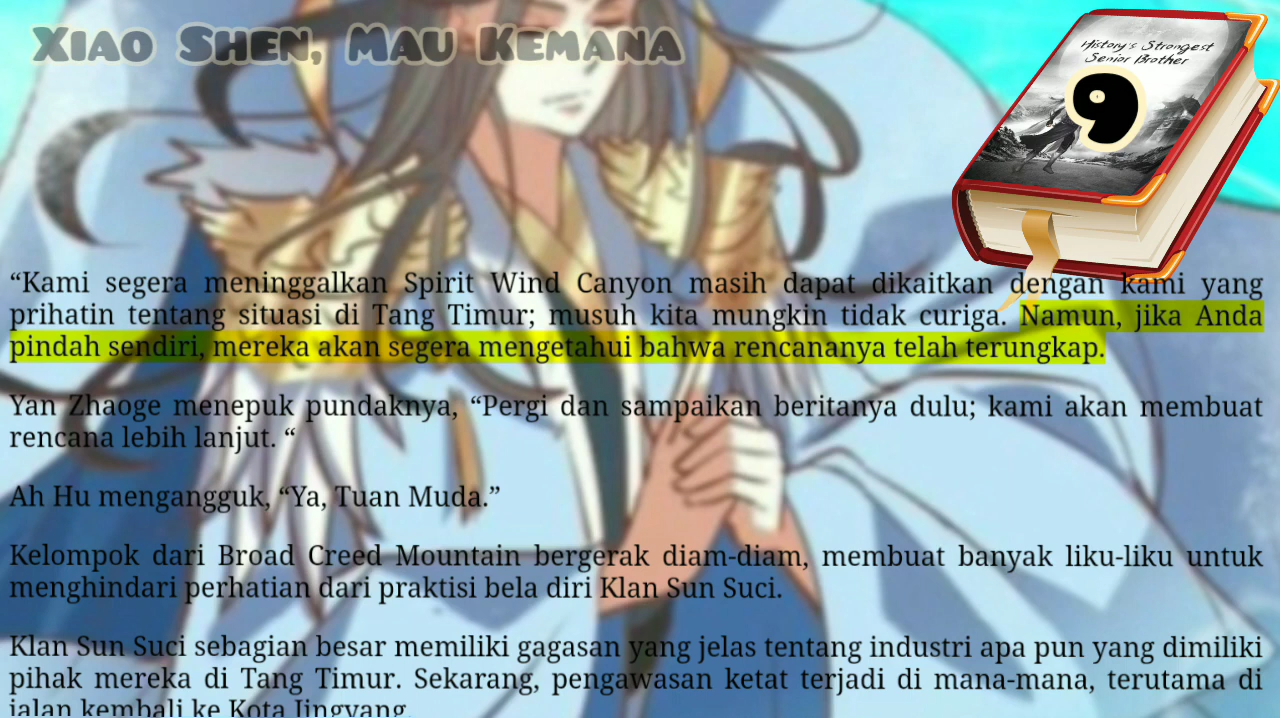 Xiao Shen, Mau Kemana
History's Strongest
Senior Brother
9
“Kami segera meninggalkan Spirit Wind Canyon masih dapat dikaitkan dengan kami yang
prihatin tentang situasi di Tang Timur; musuh kita mungkin tidak curiga. Namun, jika Anda
pindah sendiri, mereka akan segera mengetahui bahwa rencananya telah terungkap.
Yan Zhaoge menepuk pundaknya, “Pergi dan sampaikan beritanya dulu; kami akan membuat
rencana lebih lanjut. “
Ah Hu mengangguk, “Ya, Tuan Muda.”
Kelompok dari Broad Creed Mountain bergerak diam-diam, membuat banyak liku-liku untuk
menghindari perhatian dari praktisi bela diri Klan Sun Suci.
Klan Sun Suci sebagian besar memiliki gagasan yang jelas tentang industri apa pun yang dimiliki
pihak mereka di Tang Timur. Sekarang, pengawasan ketat terjadi di mana-mana, terutama di
jalan kembali ke Kota Jingyang.